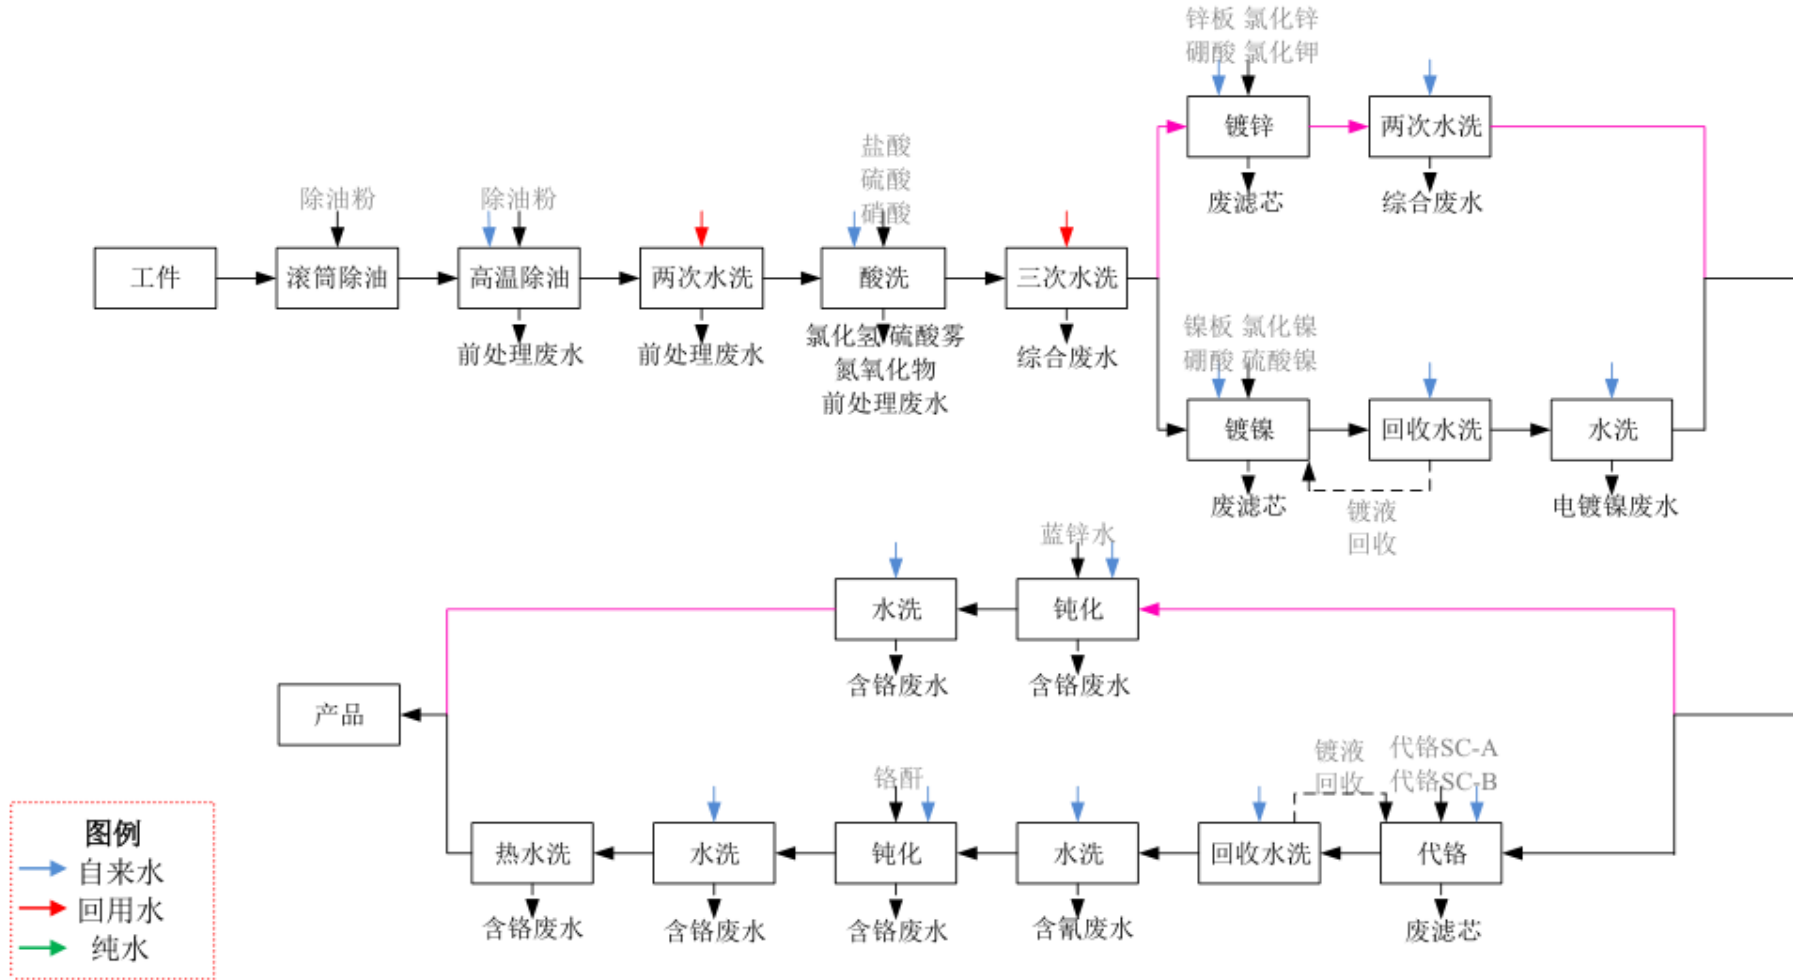 锌板 氯化锌
硼酸 氯化钾
镀锌
两次水洗
废滤芯
综合废水
除油粉
除油粉
盐酸
硫酸
硝酸
工件
滚筒除油
高温除油
两次水洗
酸洗
三次水洗
前处理废水
前处理废水
氯化氢 硫酸雾
氮氧化物
前处理废水
综合废水
镍板 氯化镍
硼酸 硫酸镍
镀镍
回收水洗
水洗
废滤芯
镀液
回收
电镀镍废水
蓝锌水
水洗
钝化
含铬废水
含铬废水
产品
镀液
回收
代铬SC-A
代铬SC-B
铬酐
热水洗
水洗
钝化
水洗
回收水洗
代铬
含铬废水
含铬废水
含铬废水
含氰废水
废滤芯
图例
自来水
回用水
纯水